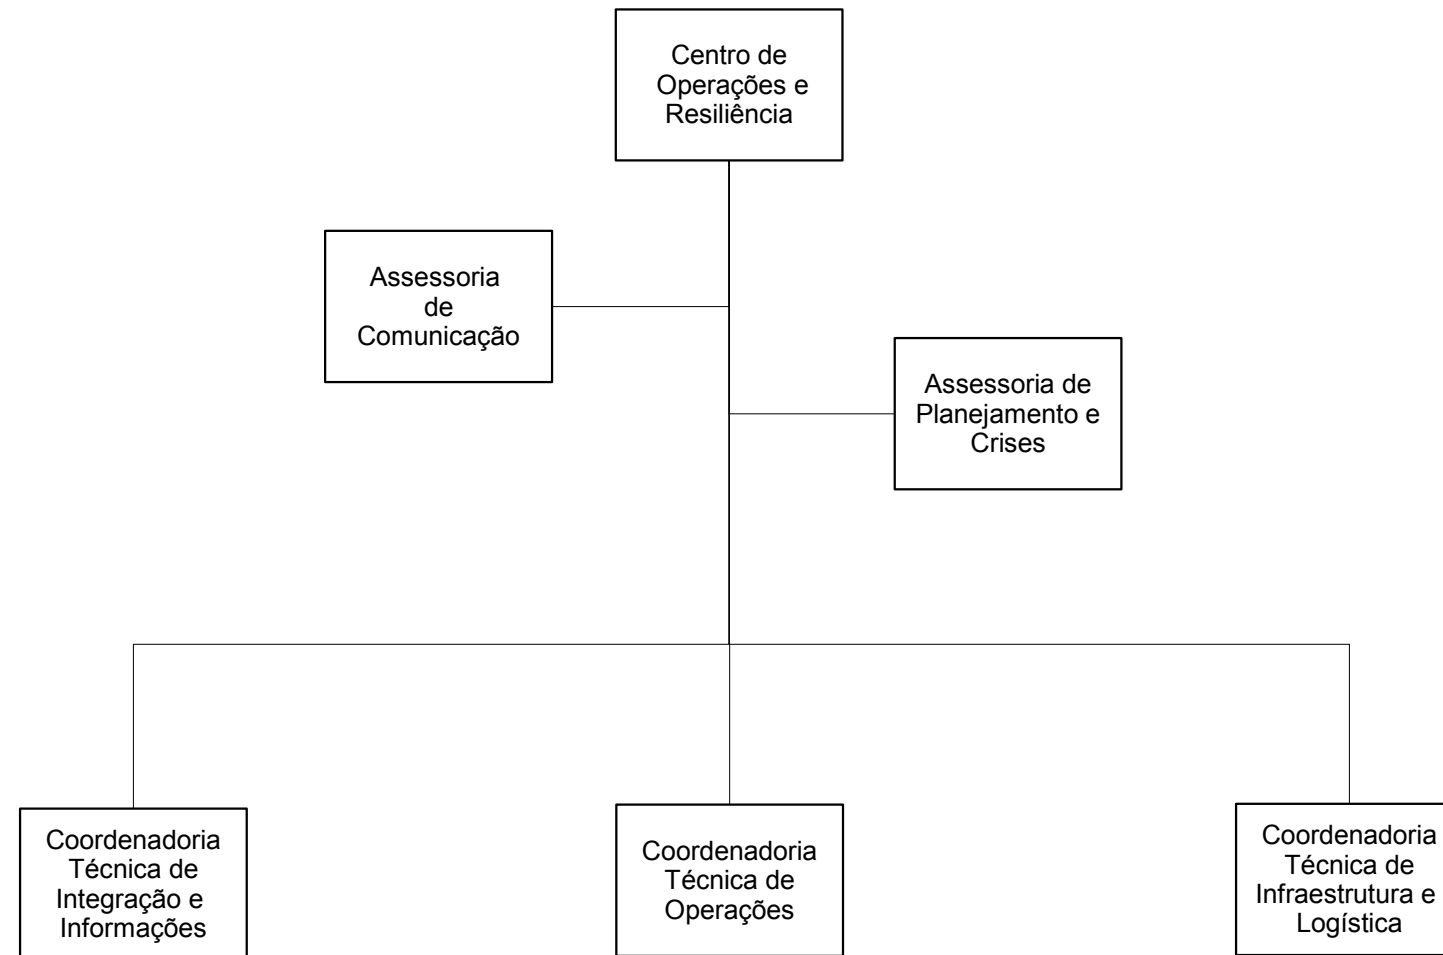 Centro de
Operações e
Resiliência
Assessoria
de
Comunicação
Assessoria de
Planejamento e
Crises
Coordenadoria
Técnica de
Integração e
Informações
Coordenadoria
Técnica de
Operações
Coordenadoria
Técnica de
Infraestrutura e
Logística